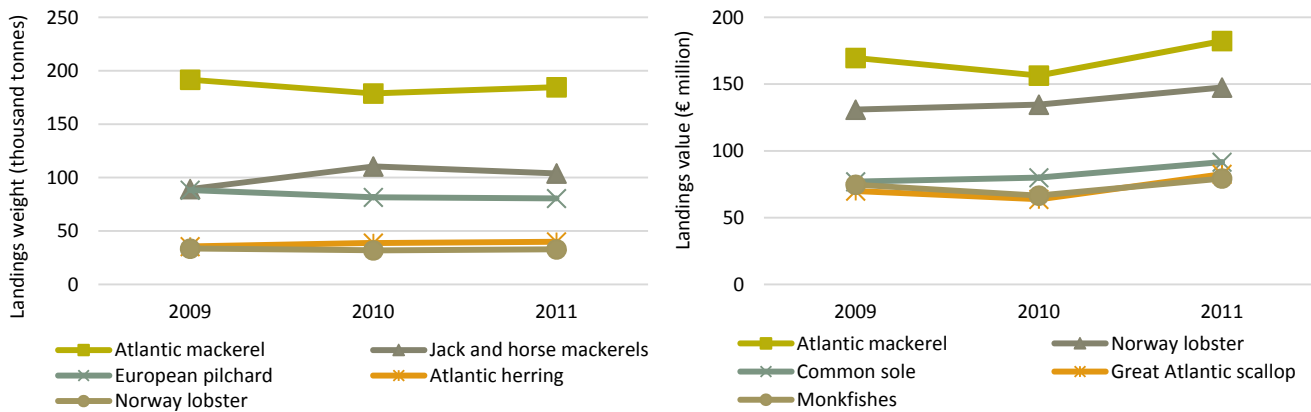 Landings weight (thousand tonnes)
250
200
150
100
50
0
2009 2010 2011
Atlantic mackerel Jack and horse mackerels
European pilchard Atlantic herring
Norway lobster
Landings value (€ million)
200
150
100
50
0
2009 2010 2011
Atlantic mackerel Norway lobster
Common sole Great Atlantic scallop
Monkfishes